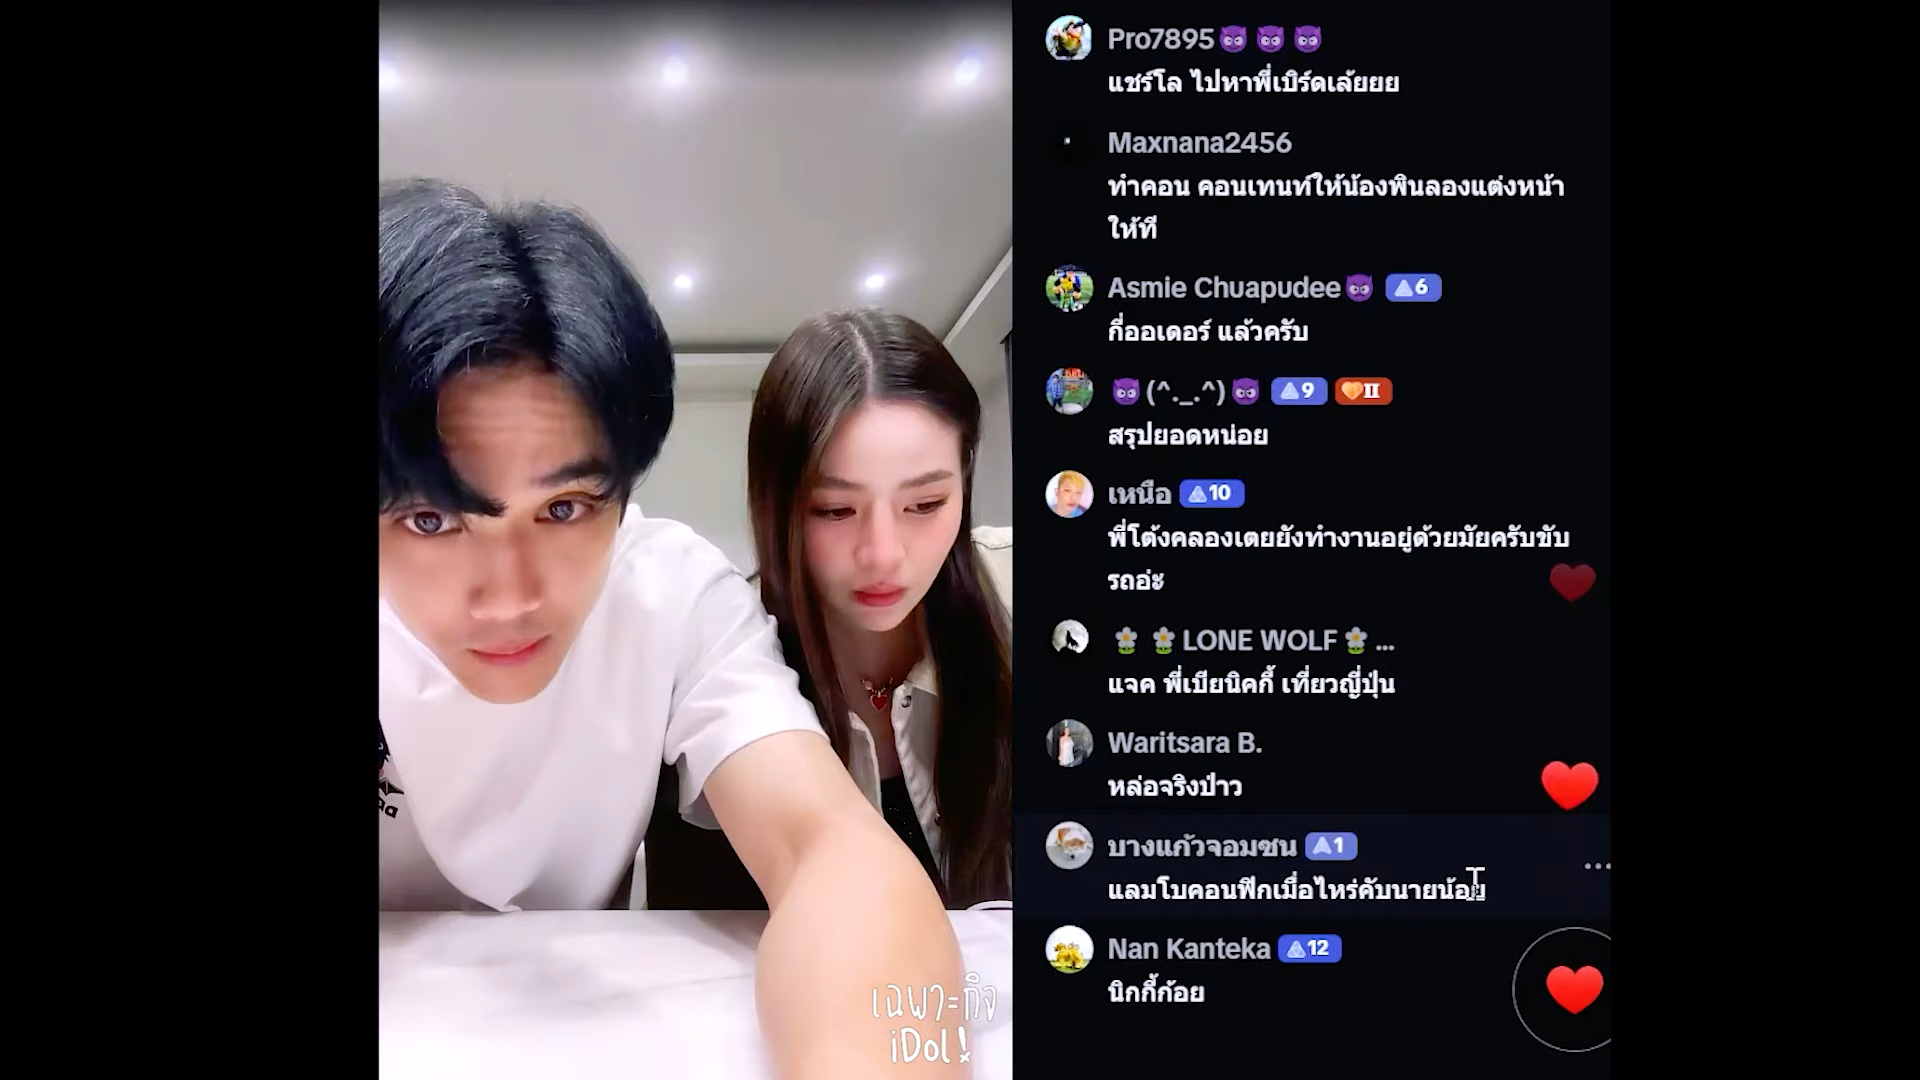 Pro7895😈 😈 😈
แชร์โล ไปหาพี่เบิร์ดเล้ยยย
Maxnana2456
ทำคอน คอนเทนท์ให้น้องพินลองแต่งหน้า
ให้ที
Asmie Chuapudee😈 6
กี่ออเดอร์ แล้วครับ
😈(^._.^)😈 9 II
สรุปยอดหน่อย
เหนือ 10
พี่โต้งคลองเตยยังทำงานอยู่ด้วยมัยครับขับ
รถอ่ะ
🌼 🌼 LONE WOLF🌼 ...
แจค พี่เบียนิคกี้ เที่ยวญี่ปุ่น
Waritsara B.
หล่อจริงป่าว
บางแก้วจอมซน 1
แลมโบคอนฟิกเมื่อไหร่คับนายน้อย
Nan Kanteka 12
นิกกี้ก้อย
เฉพาะกิจ
iDol!